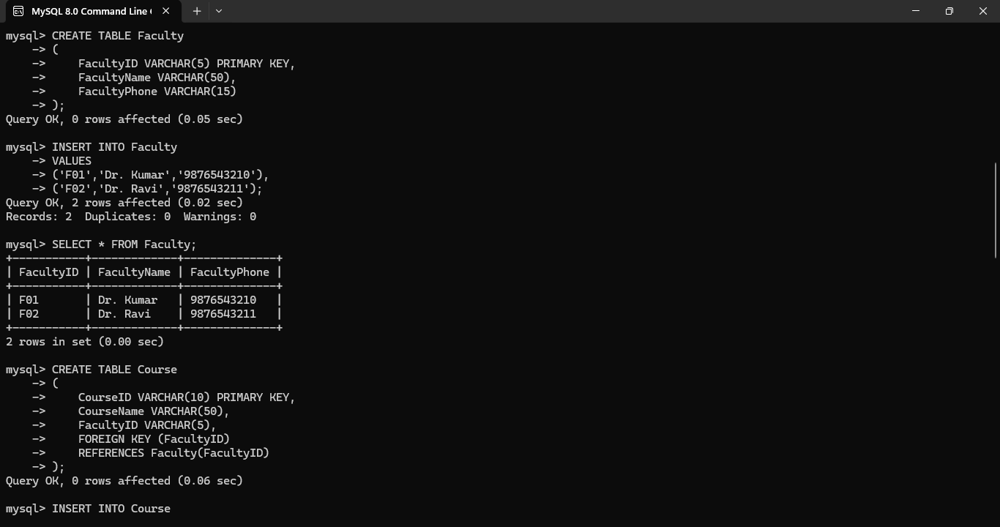 MySQL 8.0 Command Line
mysql> CREATE TABLE Faculty
    -> (
    ->     FacultyID VARCHAR(5) PRIMARY KEY,
    ->     FacultyName VARCHAR(50),
    ->     FacultyPhone VARCHAR(15)
    -> );
Query OK, 0 rows affected (0.05 sec)

mysql> INSERT INTO Faculty
    -> VALUES
    -> ('F01','Dr. Kumar','9876543210'),
    -> ('F02','Dr. Ravi','9876543211');
Query OK, 2 rows affected (0.02 sec)
Records: 2  Duplicates: 0  Warnings: 0

mysql> SELECT * FROM Faculty;
+-----------+-------------+--------------+
| FacultyID | FacultyName | FacultyPhone |
+-----------+-------------+--------------+
| F01       | Dr. Kumar   | 9876543210   |
| F02       | Dr. Ravi    | 9876543211   |
+-----------+-------------+--------------+
2 rows in set (0.00 sec)

mysql> CREATE TABLE Course
    -> (
    ->     CourseID VARCHAR(10) PRIMARY KEY,
    ->     CourseName VARCHAR(50),
    ->     FacultyID VARCHAR(5),
    ->     FOREIGN KEY (FacultyID)
    ->     REFERENCES Faculty(FacultyID)
    -> );
Query OK, 0 rows affected (0.06 sec)

mysql> INSERT INTO Course